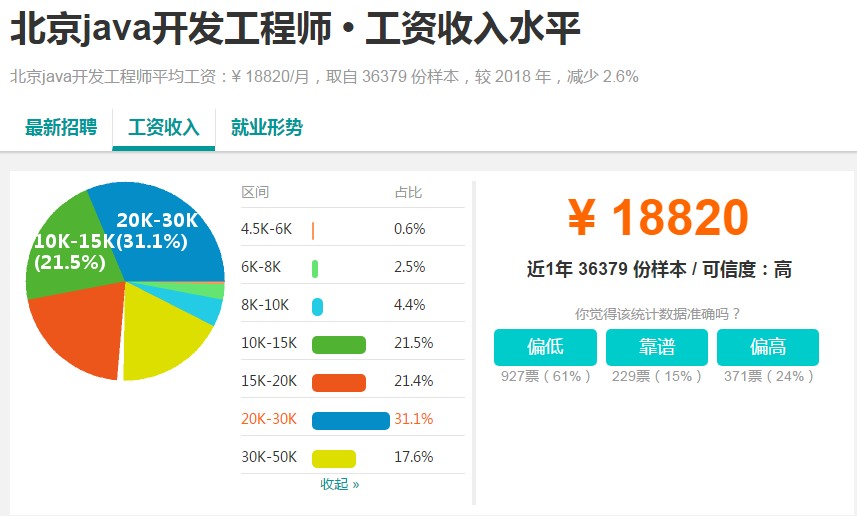 北京java开发工程师 • 工资收入水平
北京java开发工程师平均工资：¥ 18820/月，取自 36379 份样本，较 2018 年，减少 2.6%
最新招聘 工资收入 就业形势
20K-30K
(31.1%)
10K-15K
(21.5%)
区间 占比
4.5K-6K 0.6%
6K-8K 2.5%
8K-10K 4.4%
10K-15K 21.5%
15K-20K 21.4%
20K-30K 31.1%
30K-50K 17.6%
收起 »
¥ 18820
近1年 36379 份样本 / 可信度：高
你觉得该统计数据准确吗？
偏低 靠谱 偏高
927票（61%） 229票（15%） 371票（24%）